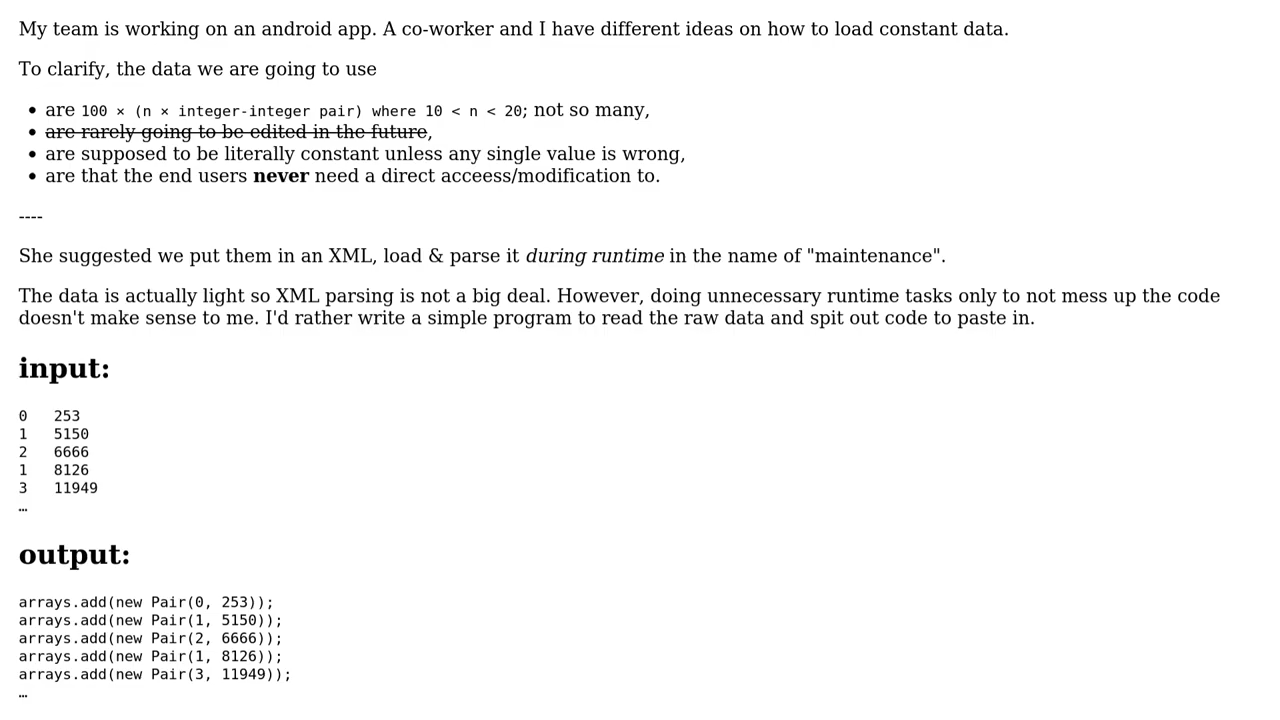 My team is working on an android app. A co-worker and I have different ideas on how to load constant data.
To clarify, the data we are going to use
• are 100 × (n × integer-integer pair) where 10 < n < 20; not so many,
• are rarely going to be edited in the future,
• are supposed to be literally constant unless any single value is wrong,
• are that the end users never need a direct acceess/modification to.
----
She suggested we put them in an XML, load & parse it during runtime in the name of "maintenance".
The data is actually light so XML parsing is not a big deal. However, doing unnecessary runtime tasks only to not mess up the code
doesn't make sense to me. I'd rather write a simple program to read the raw data and spit out code to paste in.
input:
0   253
1   5150
2   6666
1   8126
3   11949
…
output:
arrays.add(new Pair(0, 253));
arrays.add(new Pair(1, 5150));
arrays.add(new Pair(2, 6666));
arrays.add(new Pair(1, 8126));
arrays.add(new Pair(3, 11949));
…